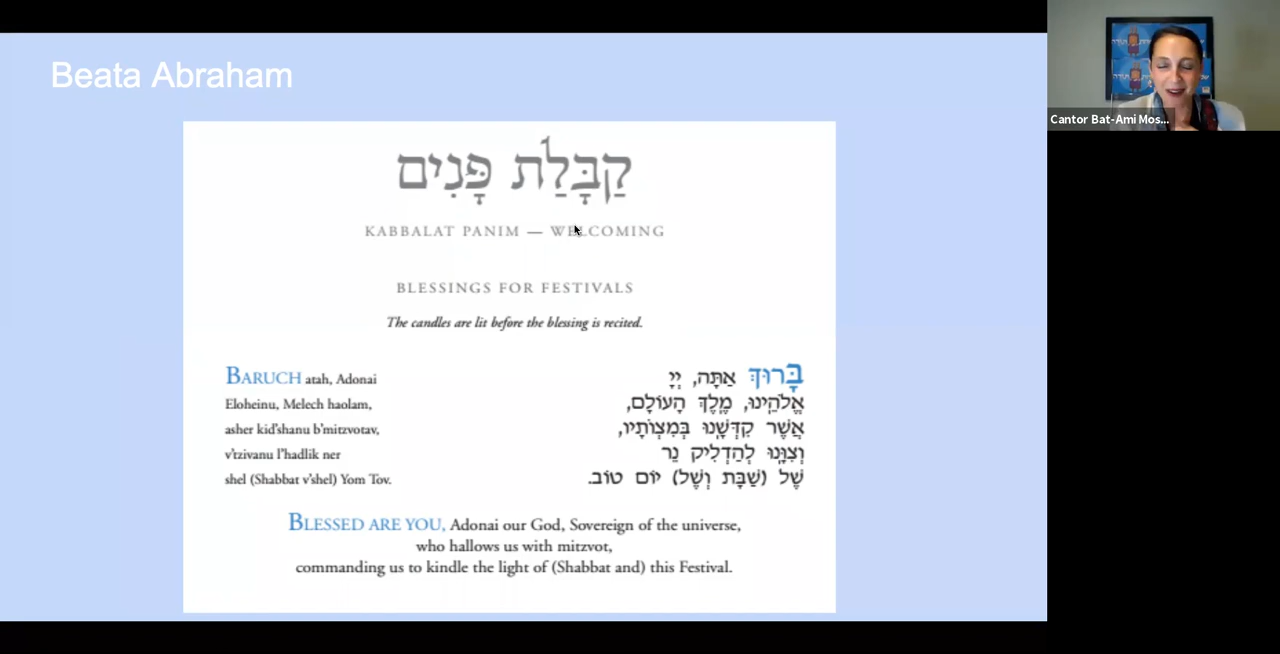 Beata Abraham
קַבָּלַת פָּנִים
KABBALAT PANIM — WELCOMING
BLESSINGS FOR FESTIVALS
The candles are lit before the blessing is recited.
BARUCH atah, Adonai
Eloheinu, Melech haolam,
asher kid'shanu b'mitzvotav,
v'tzivanu l'hadlik ner
shel (Shabbat v'shel) Yom Tov.
בָּרוּךְ אַתָּה, יְיָ
אֱלֹהֵֽינוּ, מֶֽלֶךְ הָעוֹלָם,
אֲשֶׁר קִדְּשָֽׁנוּ בְּמִצְוֹתָיו,
וְצִוָּֽנוּ לְהַדְלִיק נֵר
שֶׁל (שַׁבָּת וְשֶׁל) יוֹם טוֹב.
BLESSED ARE YOU, Adonai our God, Sovereign of the universe,
who hallows us with mitzvot,
commanding us to kindle the light of (Shabbat and) this Festival.
Cantor Bat-Ami Mos...